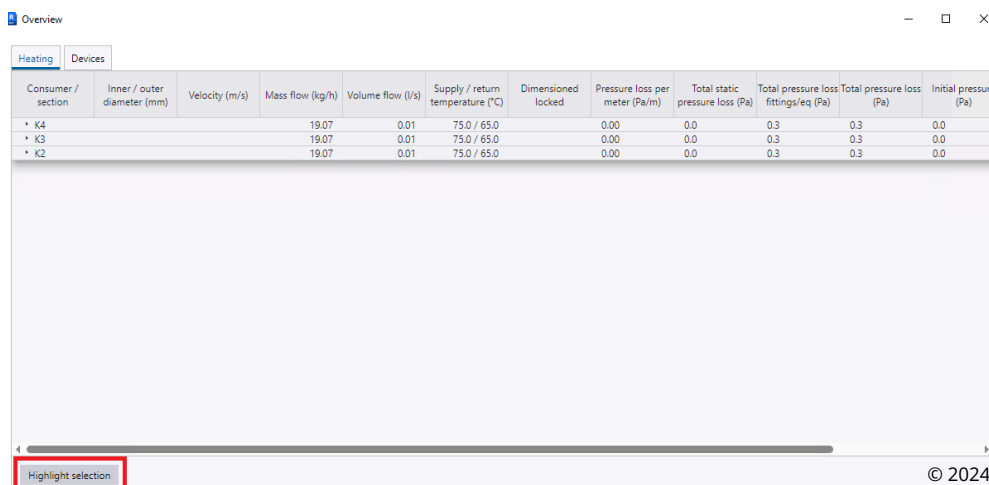 Overview
Heating Devices
Consumer / section Inner / outer diameter (mm) Velocity (m/s) Mass flow (kg/h) Volume flow (l/s) Supply / return temperature (°C) Dimensioned locked Pressure loss per meter (Pa/m) Total static pressure loss (Pa) Total pressure loss fittings/eq (Pa) Total pressure loss (Pa) Initial pressur (Pa)
K4 19.07 0.01 75.0 / 65.0 0.00 0.0 0.3 0.3 0.0
K3 19.07 0.01 75.0 / 65.0 0.00 0.0 0.3 0.3 0.0
K2 19.07 0.01 75.0 / 65.0 0.00 0.0 0.3 0.3 0.0
Highlight selection © 2024